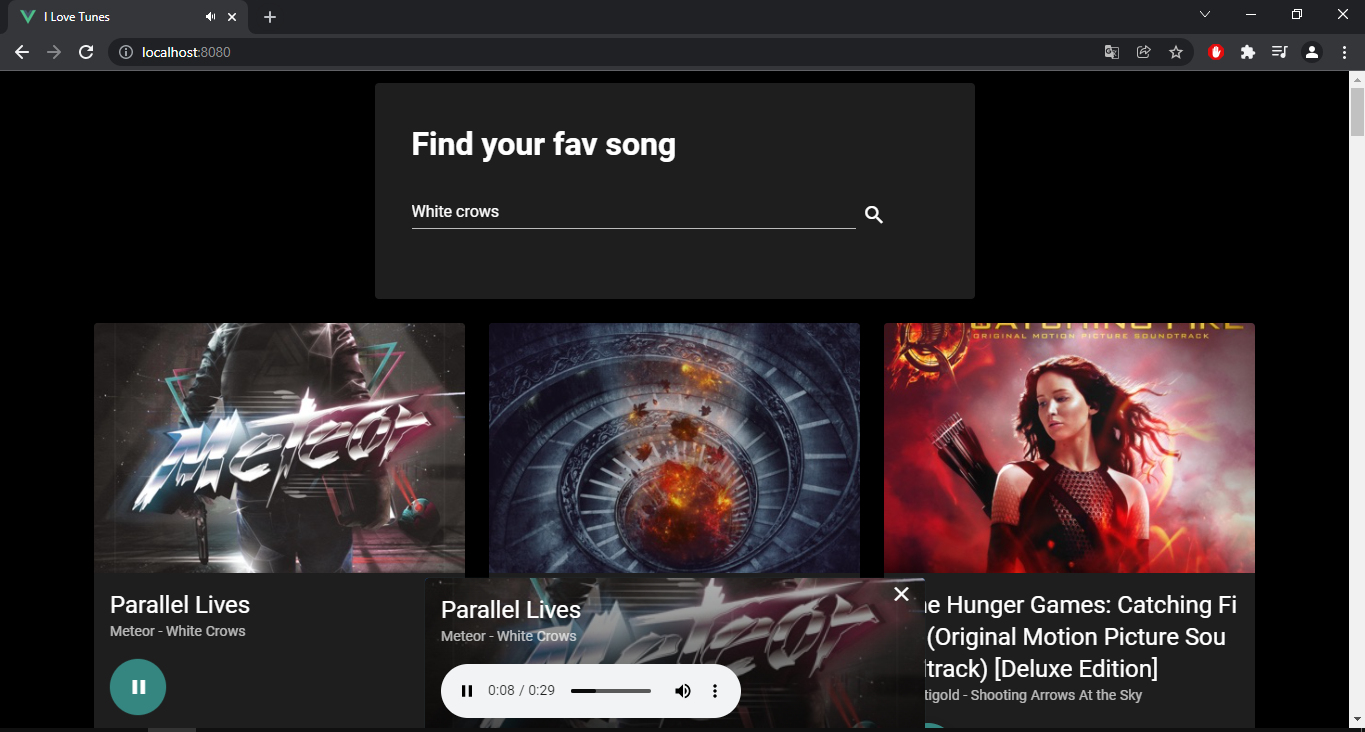 I Love Tunes
localhost:8080
Find your fav song
White crows
CATCHING FIRE
ORIGINAL MOTION PICTURE SOUNDTRACK
Meteor
Parallel Lives
Meteor - White Crows
Parallel Lives
Meteor - White Crows
0:08 / 0:29
e Hunger Games: Catching Fi
(Original Motion Picture Sou
track) [Deluxe Edition]
tigold - Shooting Arrows At the Sky